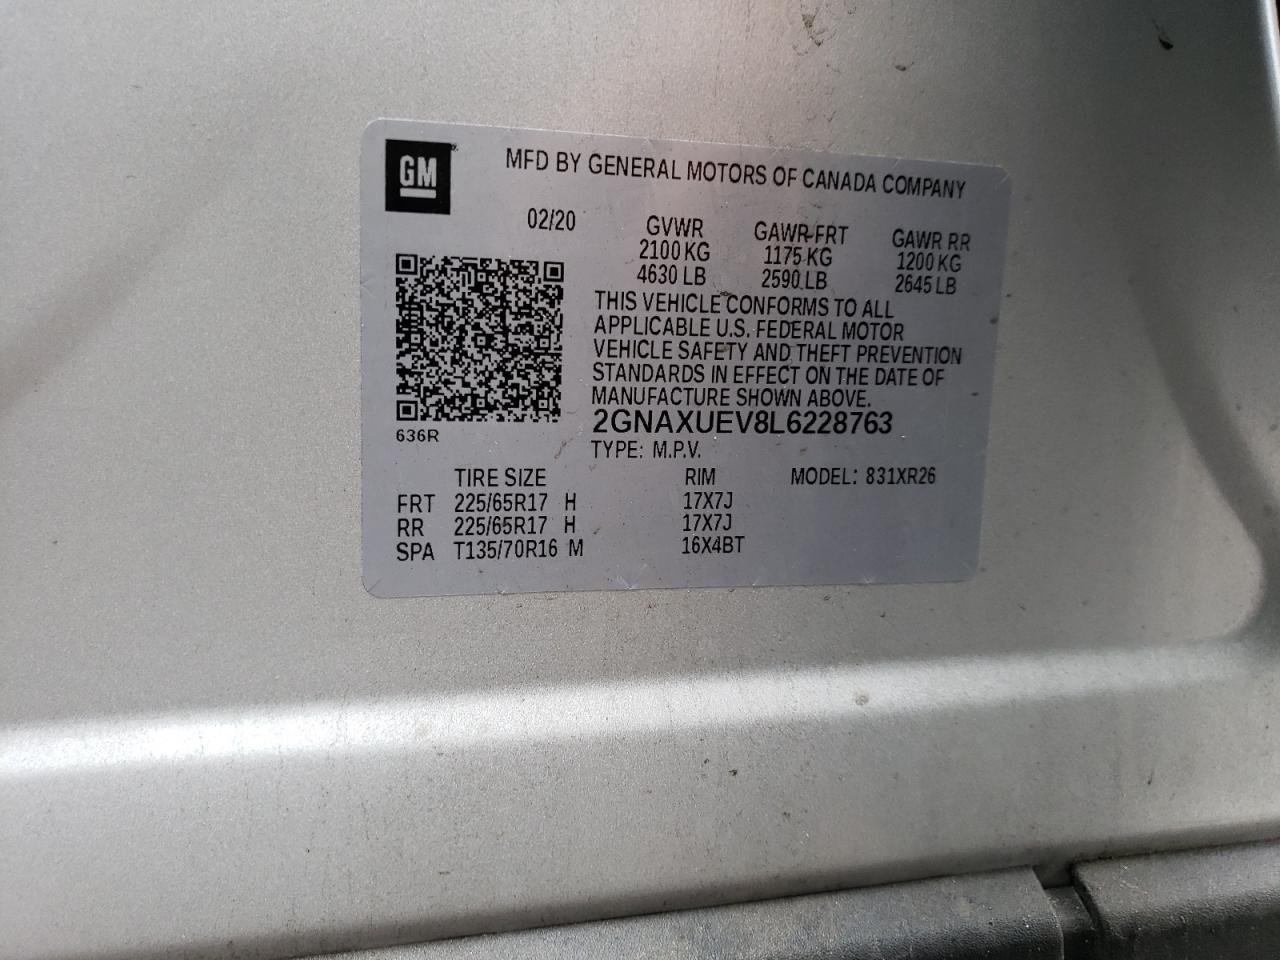 GM
MFD BY GENERAL MOTORS OF CANADA COMPANY
02/20 GVWR GAWR FRT GAWR RR
2100 KG 1175 KG 1200 KG
4630 LB 2590 LB 2645 LB
THIS VEHICLE CONFORMS TO ALL
APPLICABLE U.S. FEDERAL MOTOR
VEHICLE SAFETY AND THEFT PREVENTION
STANDARDS IN EFFECT ON THE DATE OF
MANUFACTURE SHOWN ABOVE.
2GNAXUEV8L6228763
636R
TYPE: M.P.V.
TIRE SIZE RIM MODEL: 831XR26
FRT 225/65R17 H 17X7J
RR 225/65R17 H 17X7J
SPA T135/70R16 M 16X4BT